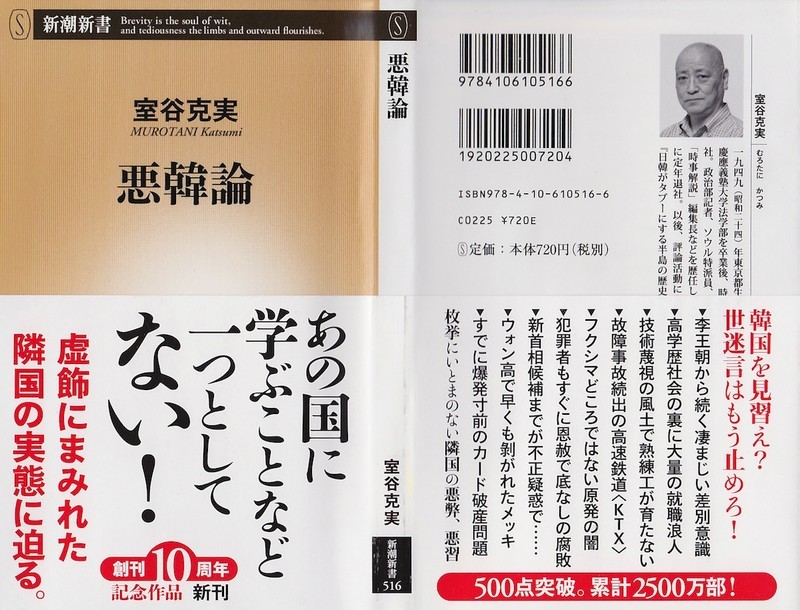 新潮新書
Brevity is the soul of wit,
and tediousness the limbs and outward flourishes.
室谷克実
MUROTANI Katsumi
悪韓論
あの国に
学ぶことなど
一つとして
ない!
虚飾にまみれた
隣国の実態に迫る。
創刊10周年
記念作品 新刊
悪韓論
室谷克実
新潮新書
516
9784106105166
1920225007204
ISBN978-4-10-610516-6
C0225 ¥720E
Ⓢ定価:本体720円(税別)
室谷克実 むろたに かつみ
一九四九(昭和二十四)年東京都生
慶應義塾大学法学部を卒業後、時
社。政治部記者、ソウル特派員、
「時事解説」編集長などを歴任し
に定年退社。以後、評論活動に
『日韓がタブーにする半島の歴史
韓国を見習え?
世迷言はもう止めろ!
▼李王朝から続く凄まじい差別意識
▼高学歴社会の裏に大量の就職浪人
▼技術蔑視の風土で熟練工が育たない
▼故障事故続出の高速鉄道〈KTX〉
▼フクシマどころではない原発の闇
▼犯罪者もすぐに恩赦で底なしの腐敗
▼新首相候補までが不正疑惑で……
▼ウォン高で早くも剝がれたメッキ
▼すでに爆発寸前のカード破産問題
枚挙にいとまのない隣国の悪弊、悪習
500点突破。累計2500万部!